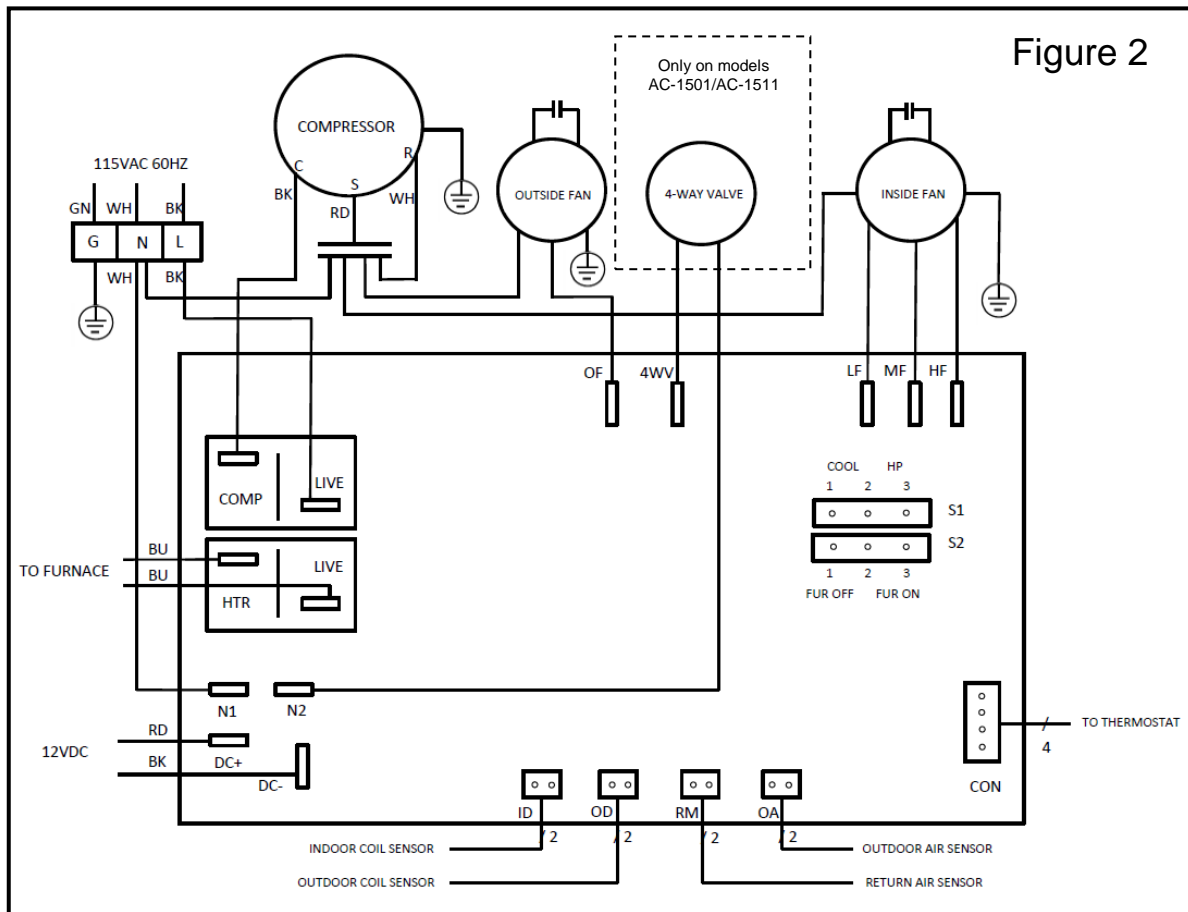 Figure 2
Only on models
AC-1501/AC-1511
COMPRESSOR
C
S
R
BK
RD
WH
115VAC 60HZ
GN WH BK
G N L
WH BK
OUTSIDE FAN
4-WAY VALVE
INSIDE FAN
OF 4WV LF MF HF
COMP
LIVE
COOL HP
1 2 3
S1
S2
1 2 3
FUR OFF FUR ON
TO FURNACE
BU
BU
HTR
LIVE
N1 N2
12VDC
RD
BK
DC+
DC-
TO THERMOSTAT
/
4
CON
ID OD RM OA
/ 2 / 2 / 2 / 2
INDOOR COIL SENSOR
OUTDOOR AIR SENSOR
OUTDOOR COIL SENSOR
RETURN AIR SENSOR